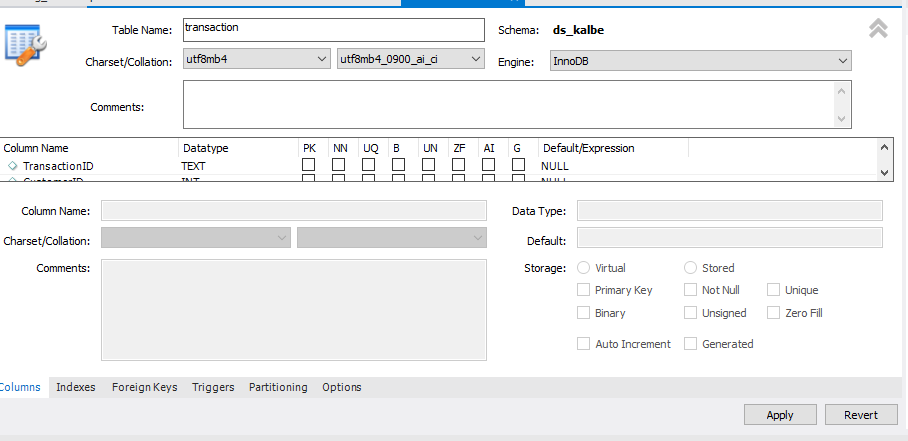 Table Name: transaction Schema: ds_kalbe
Charset/Collation: utf8mb4 utf8mb4_0900_ai_ci Engine: InnoDB
Comments:
Column Name Datatype PK NN UQ B UN ZF AI G Default/Expression
TransactionID TEXT NULL
CustomerID INT NULL
Column Name: Data Type:
Charset/Collation: Default:
Comments: Storage: Virtual Stored
Primary Key Not Null Unique
Binary Unsigned Zero Fill
Auto Increment Generated
Columns Indexes Foreign Keys Triggers Partitioning Options
Apply Revert